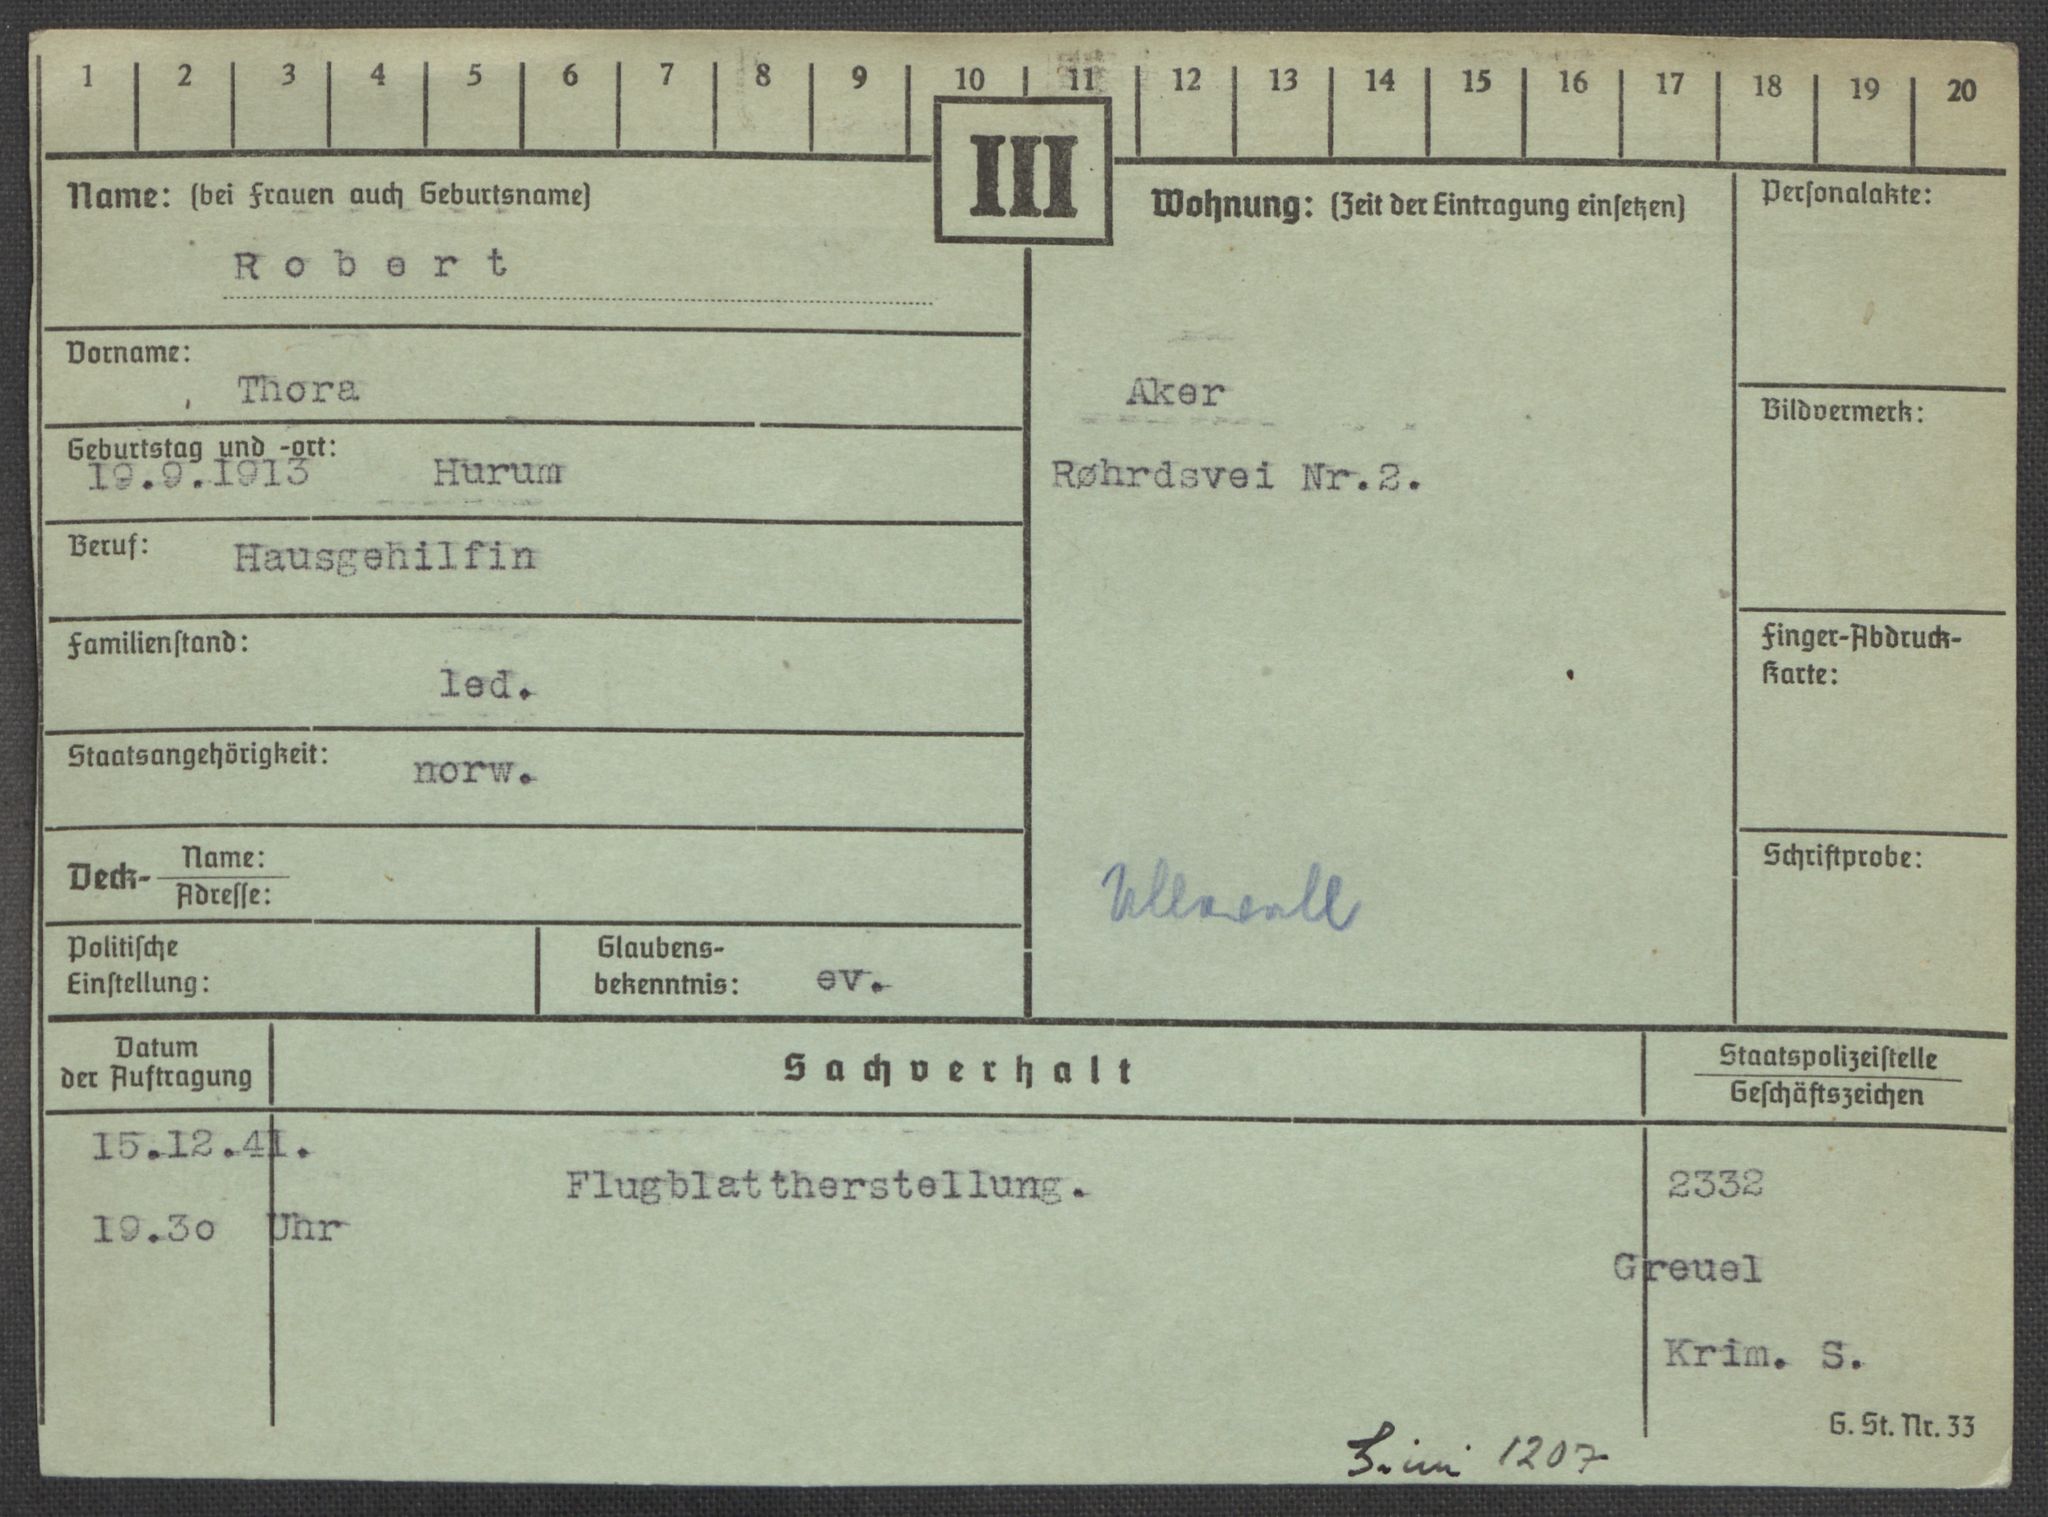 1 2 3 4 5 6 7 8 9 10 11 12 13 14 15 16 17 18 19 20
III
Name: (bei Frauen auch Geburtsname)
Robert
Vorname:
Thora
Geburtstag und -ort:
19.9.1913 Hurum
Beruf: Hausgehilfin
Familienstand:
led.
Staatsangehörigkeit: norw.
Deck- Name:
Adresse:
Politische
Einstellung:
Glaubens-
bekenntnis: ev.
Wohnung: (Zeit der Eintragung einsetzen)
Aker
Røhrdsvei Nr.2.
Personalakte:
Bildvermerk:
Finger-Abdruck-
Karte:
Schriftprobe:
Datum
der Auftragung
Sachverhalt
Staatspolizeistelle
Geschäftszeichen
15.12.41.
Flugblattherstellung. 2332
19.30 Uhr
Greuel
Krim. S.
G. St. Nr. 33
1207